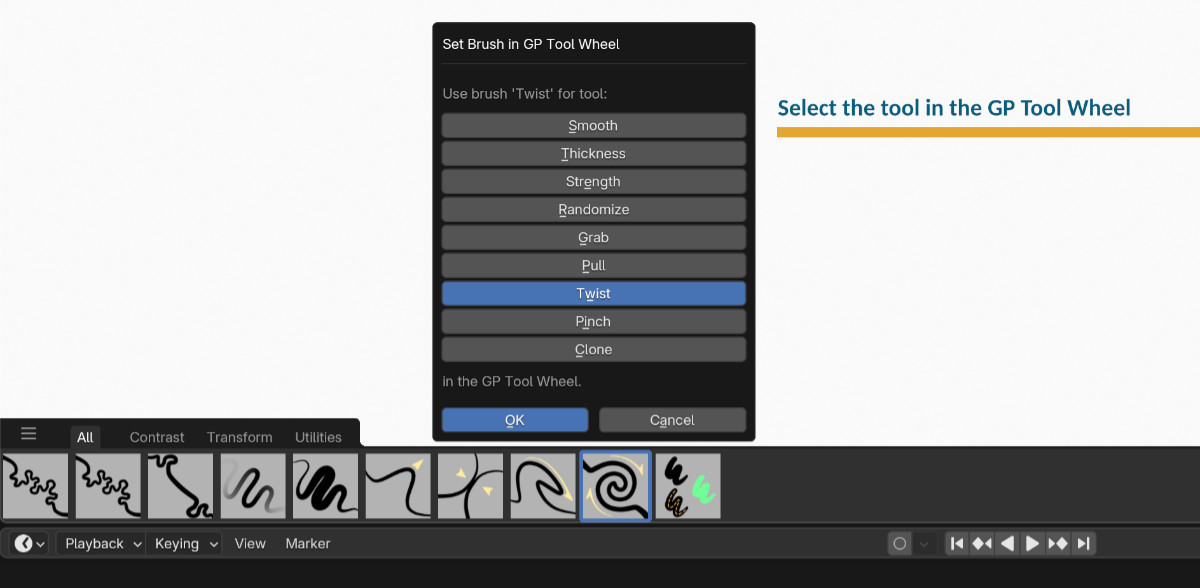 Set Brush in GP Tool Wheel
Use brush 'Twist' for tool:
Smooth
Thickness
Strength
Randomize
Grab
Pull
Twist
Pinch
Clone
in the GP Tool Wheel.
OK Cancel
Select the tool in the GP Tool Wheel
All Contrast Transform Utilities
Playback Keying View Marker